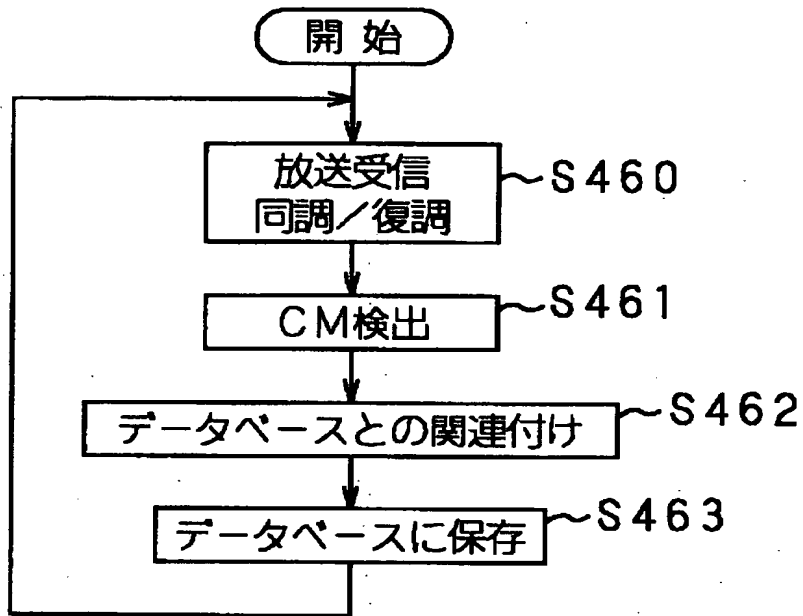 開始
放送受信
同調／復調
S460
CM検出
S461
データベースとの関連付け
S462
データベースに保存
S463